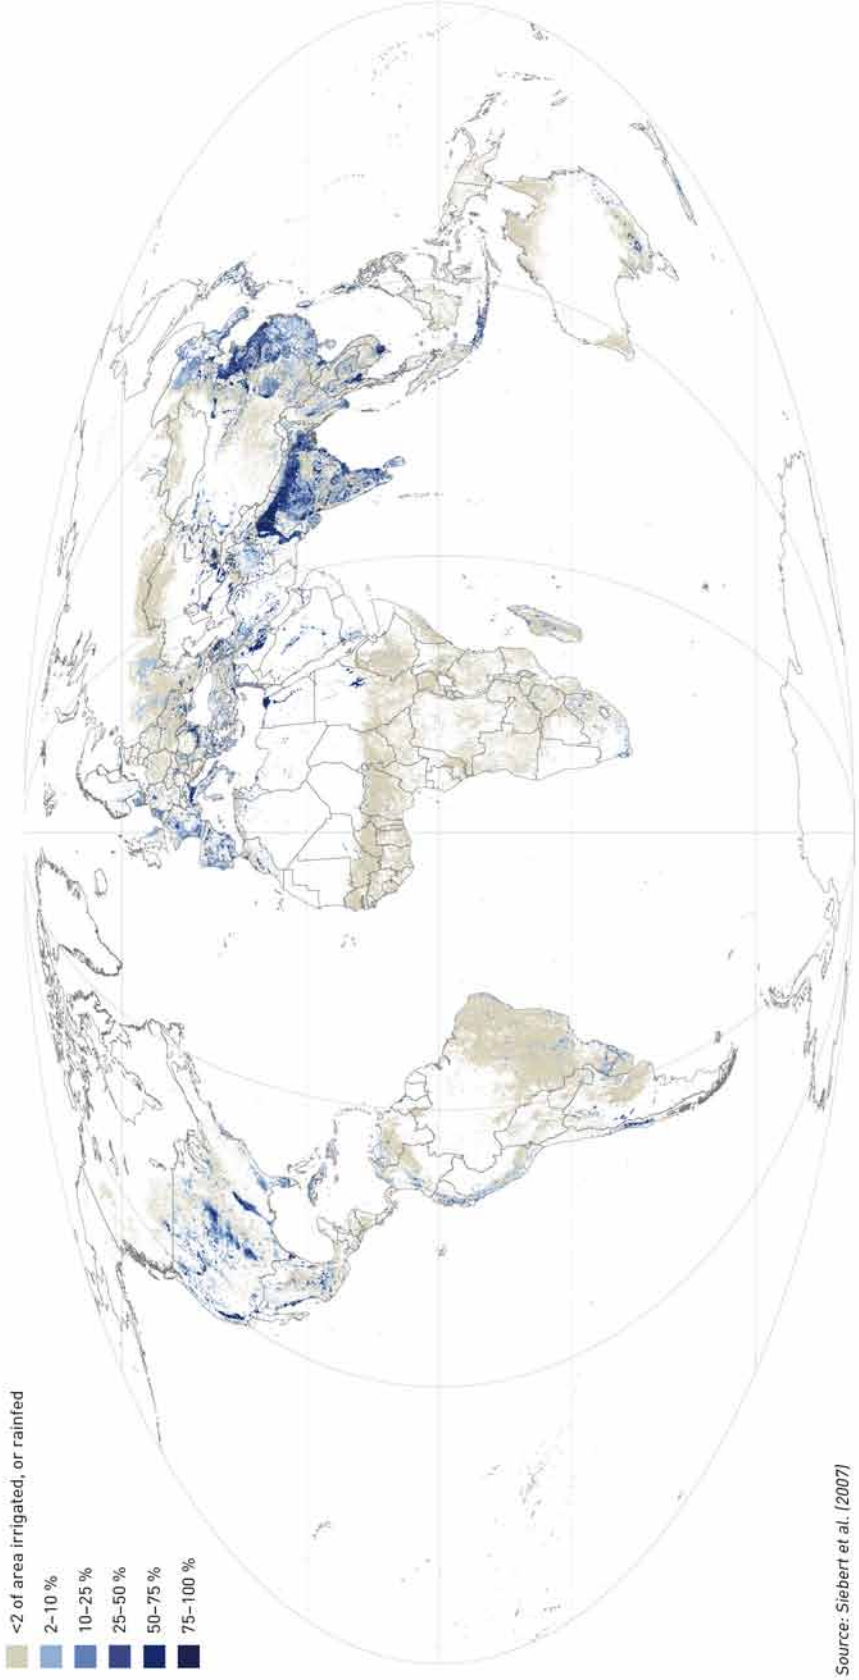 <2 of area irrigated, or rainfed
2–10 %
10–25 %
25–50 %
50–75 %
75–100 %
Source: Siebert et al. (2007)